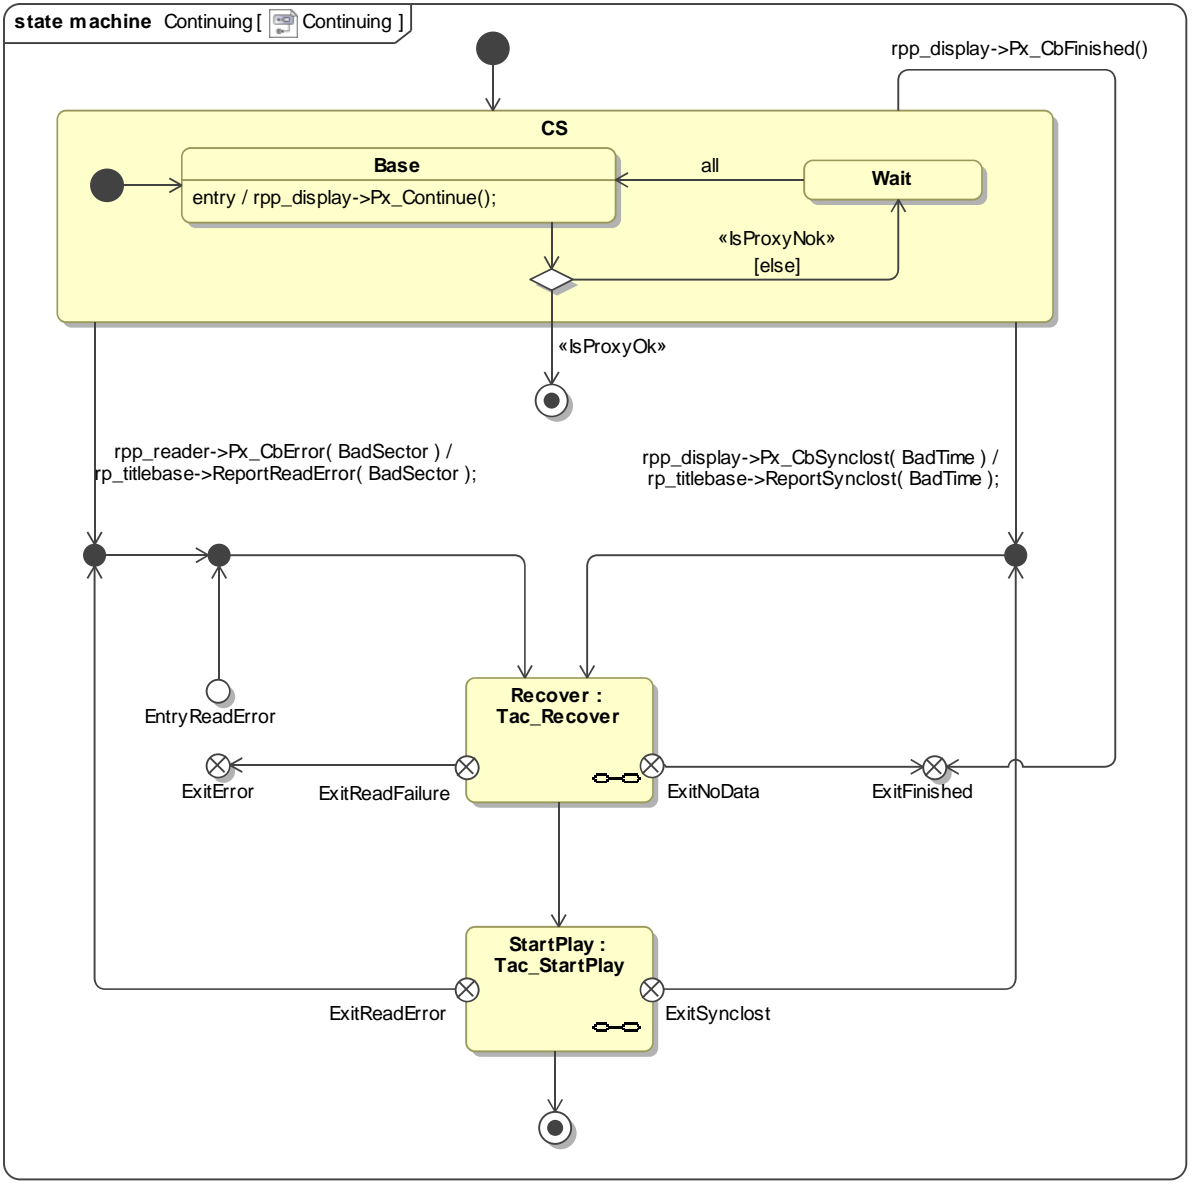 state machine Continuing [ Continuing ]
rpp_display->Px_CbFinished()
CS
Base
entry / rpp_display->Px_Continue();
all
Wait
«IsProxyNok»
[else]
«IsProxyOk»
rpp_reader->Px_CbError( BadSector ) /
rp_titlebase->ReportReadError( BadSector );
rpp_display->Px_CbSynclost( BadTime ) /
rp_titlebase->ReportSynclost( BadTime );
EntryReadError
Recover :
Tac_Recover
ExitError
ExitReadFailure
ExitNoData
ExitFinished
StartPlay :
Tac_StartPlay
ExitReadError
ExitSynclost